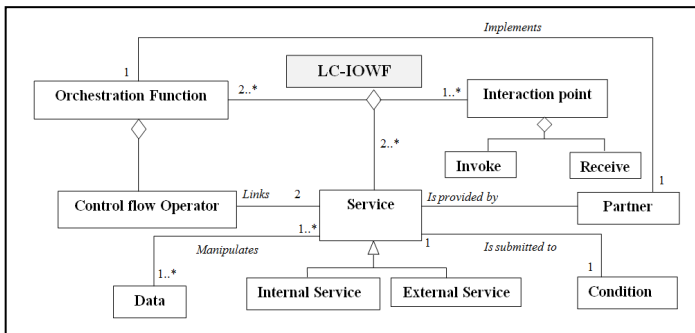 Implements
LC-IOWF
1
Orchestration Function
2..*
1..*
Interaction point
2..*
Invoke
Receive
Control flow Operator
Links
2
Service
Is provided by
1
Partner
1..*
Manipulates
1
Is submitted to
1..*
1
Data
Internal Service
External Service
Condition